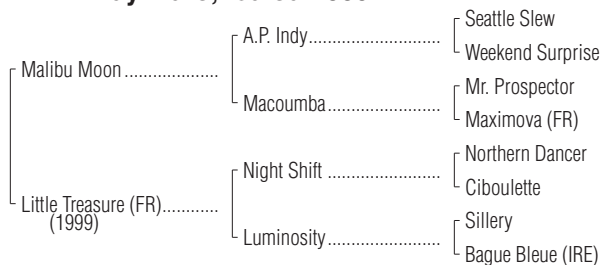 Seattle Slew
A.P. Indy
Weekend Surprise
Malibu Moon
Mr. Prospector
Macoumba
Maximova (FR)
Northern Dancer
Night Shift
Ciboulette
Little Treasure (FR)
(1999)
Sillery
Luminosity
Bague Bleue (IRE)